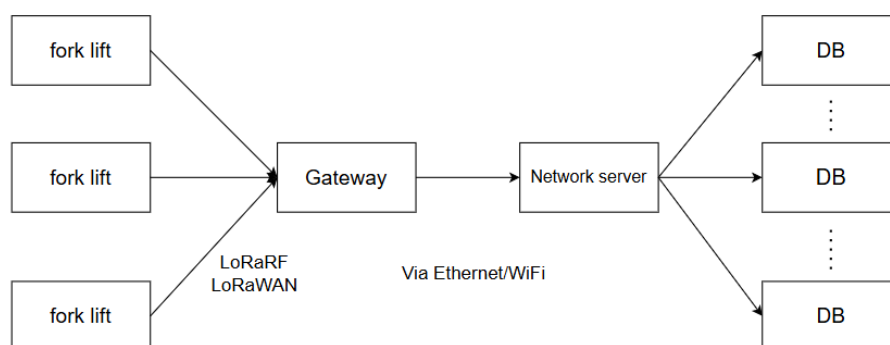 fork lift
DB
fork lift
Gateway
Network server
DB
LoRaRF
LoRaWAN
Via Ethernet/WiFi
fork lift
DB